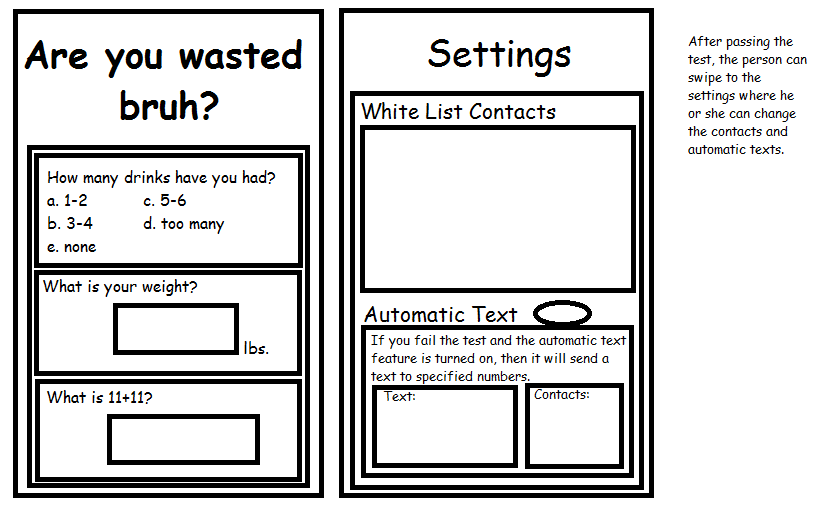 Are you wasted
bruh?
How many drinks have you had?
a. 1-2 c. 5-6
b. 3-4 d. too many
e. none
What is your weight?
lbs.
What is 11+11?
Settings
White List Contacts
Automatic Text
If you fail the test and the automatic text
feature is turned on, then it will send a
text to specified numbers.
Text:
Contacts:
After passing the
test, the person can
swipe to the
settings where he
or she can change
the contacts and
automatic texts.